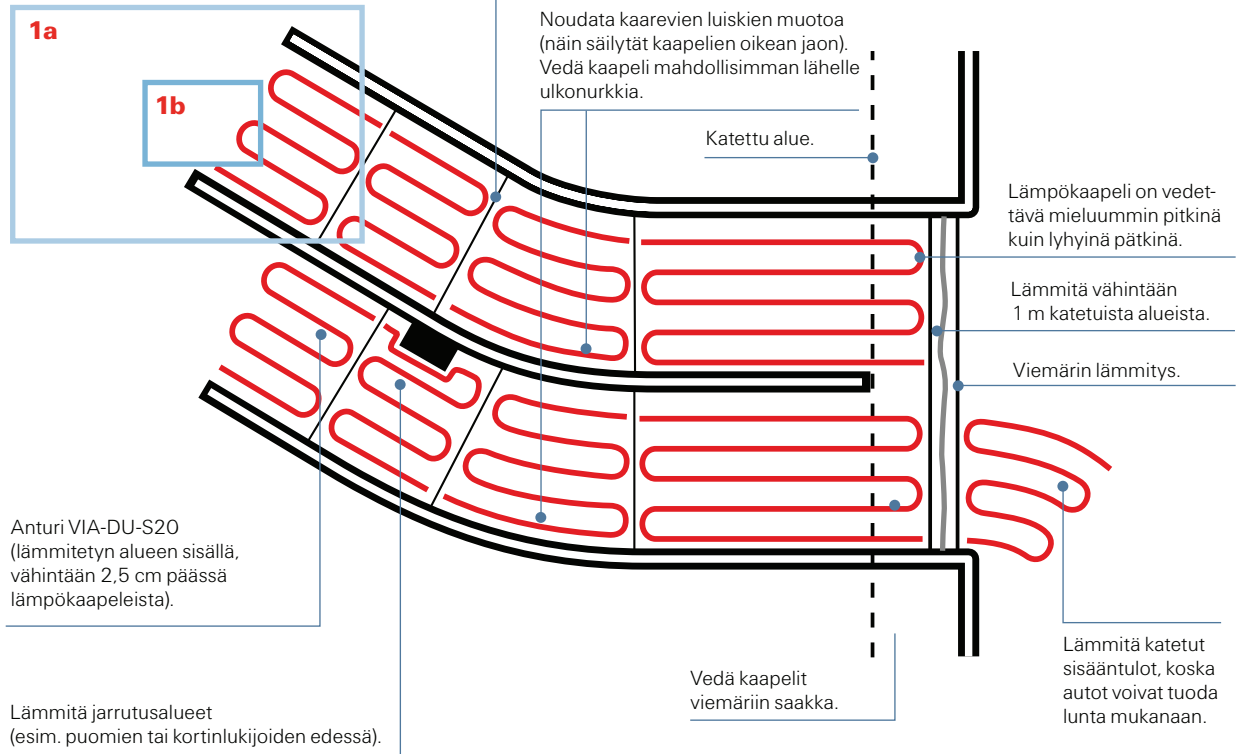 1a
1b
Noudata kaarevien luiskien muotoa
(näin säilytät kaapelien oikean jaon).
Vedä kaapeli mahdollisimman lähelle
ulkonurkkia.
Katettu alue.
Lämpökaapeli on vedet-
tävä mieluummin pitkinä
kuin lyhyinä pätkinä.
Lämmitä vähintään
1 m katetuista alueista.
Viemärin lämmitys.
Anturi VIA-DU-S20
(lämmitetyn alueen sisällä,
vähintään 2,5 cm päässä
lämpökaapeleista).
Lämmitä jarrutusalueet
(esim. puomien tai kortinlukijoiden edessä).
Vedä kaapelit
viemäriin saakka.
Lämmitä katetut
sisääntulot, koska
autot voivat tuoda
lunta mukanaan.